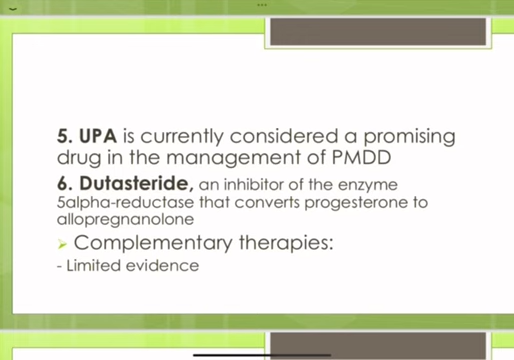 5. UPA is currently considered a promising
drug in the management of PMDD
6. Dutasteride, an inhibitor of the enzyme
5alpha-reductase that converts progesterone to
allopregnanolone
Complementary therapies:
- Limited evidence